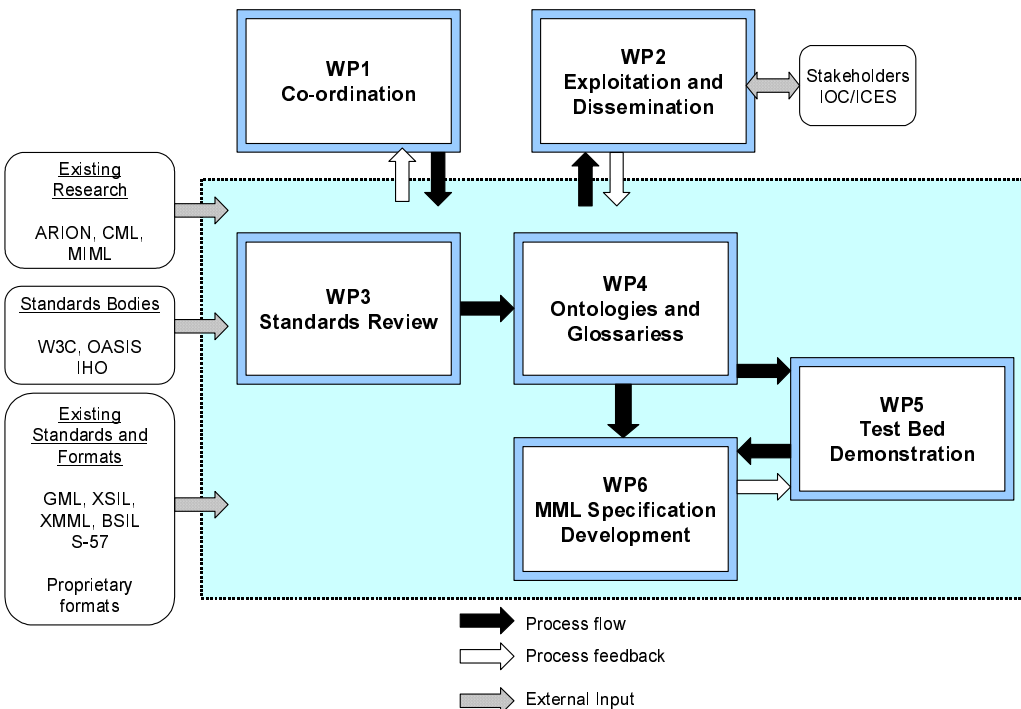 WP1
Co-ordination
WP2
Exploitation and
Dissemination
Stakeholders
IOC/ICES
Existing
Research
ARION, CML,
MIML
Standards Bodies
W3C, OASIS
IHO
Existing
Standards and
Formats
GML, XSIL,
XMML, BSIL
S-57
Proprietary
formats
WP3
Standards Review
WP4
Ontologies and
Glossariess
WP5
Test Bed
Demonstration
WP6
MML Specification
Development
Process flow
Process feedback
External Input